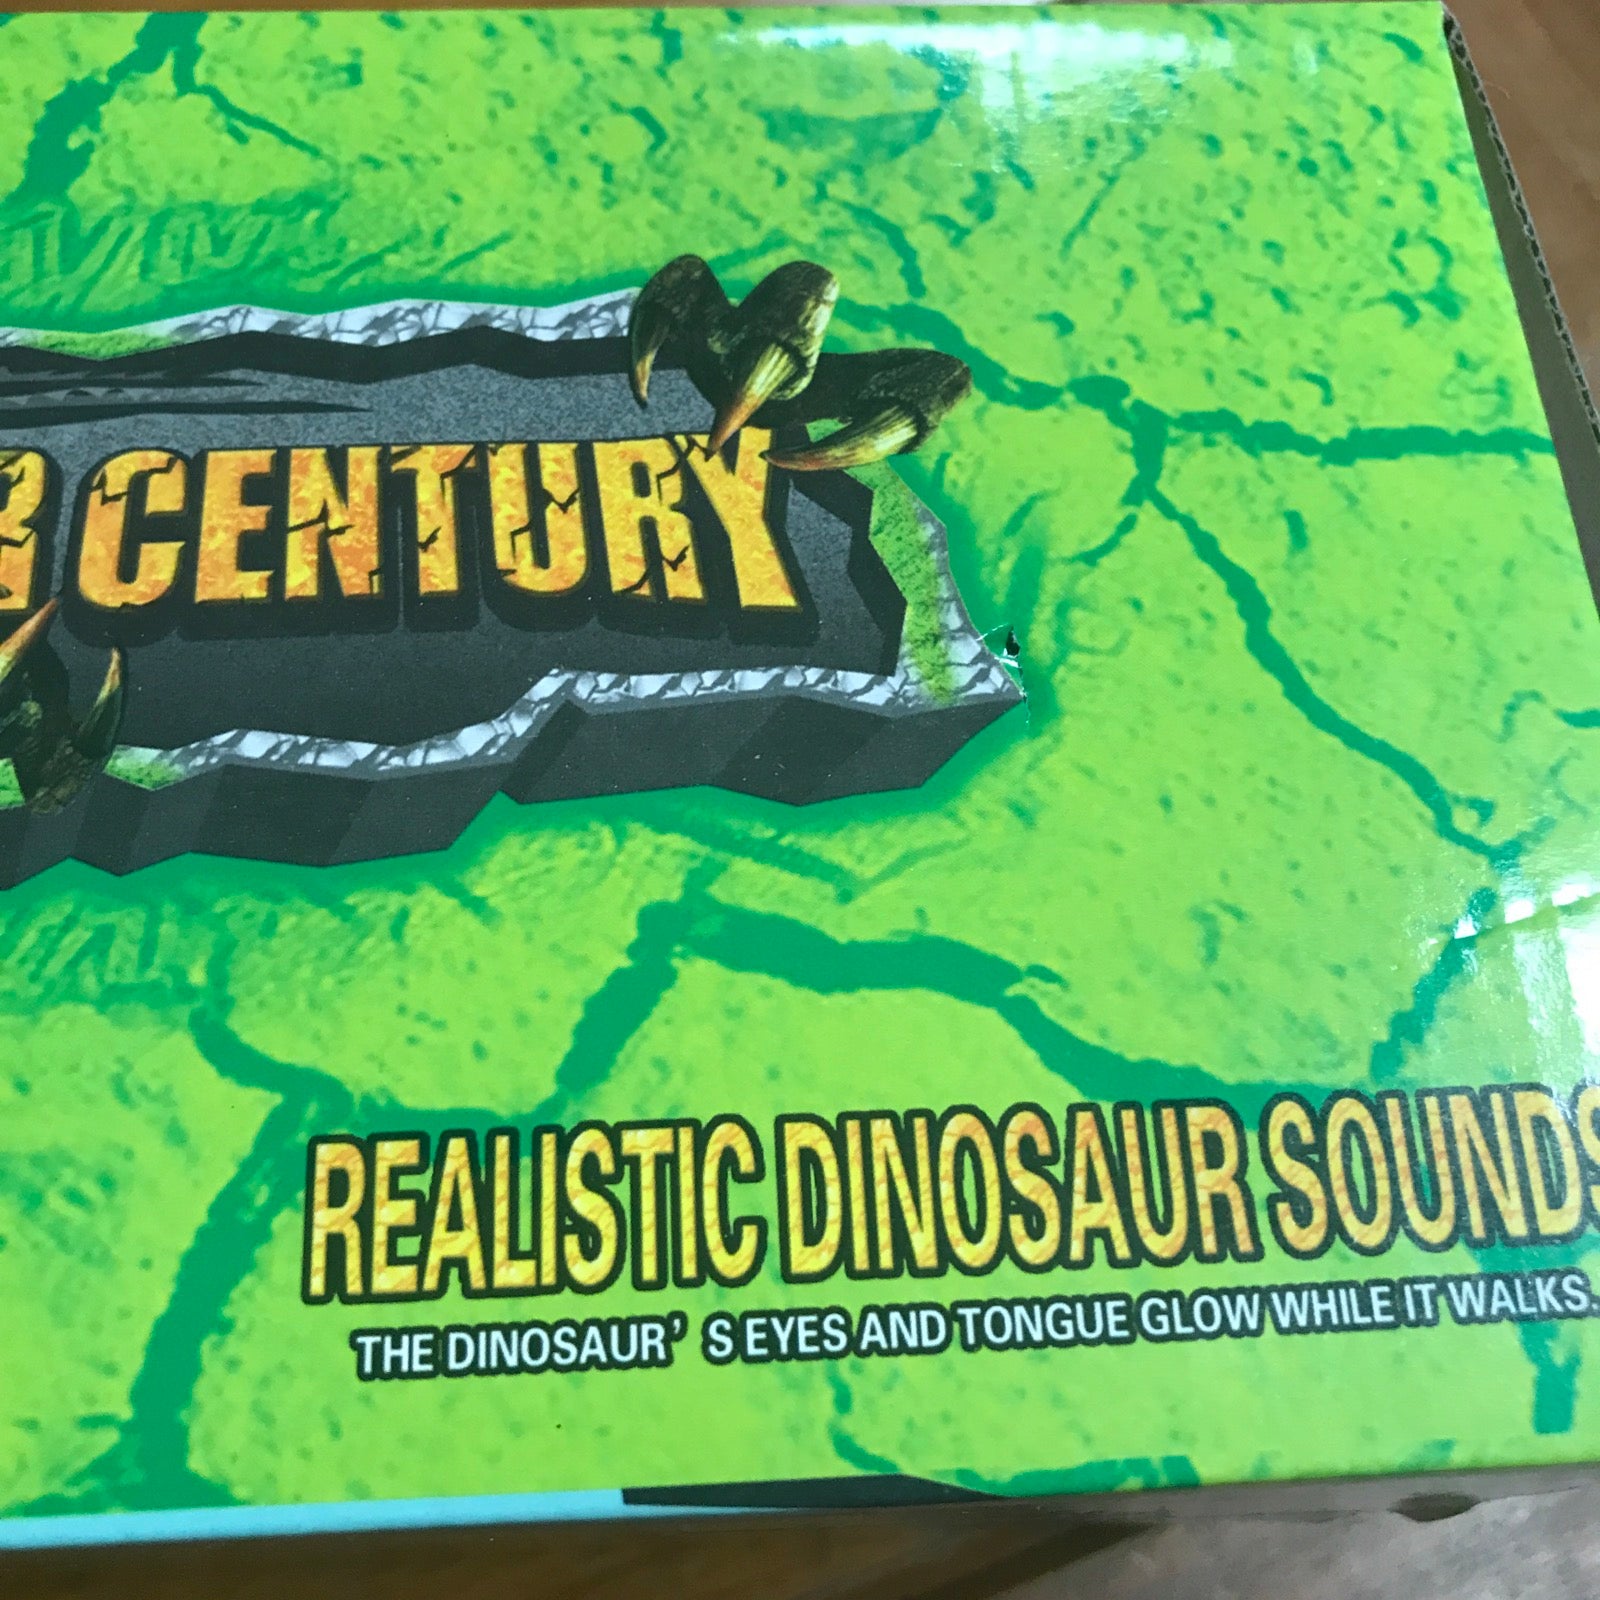 CENTURY
REALISTIC DINOSAUR SOUNDS
THE DINOSAUR' S EYES AND TONGUE GLOW WHILE IT WALKS.